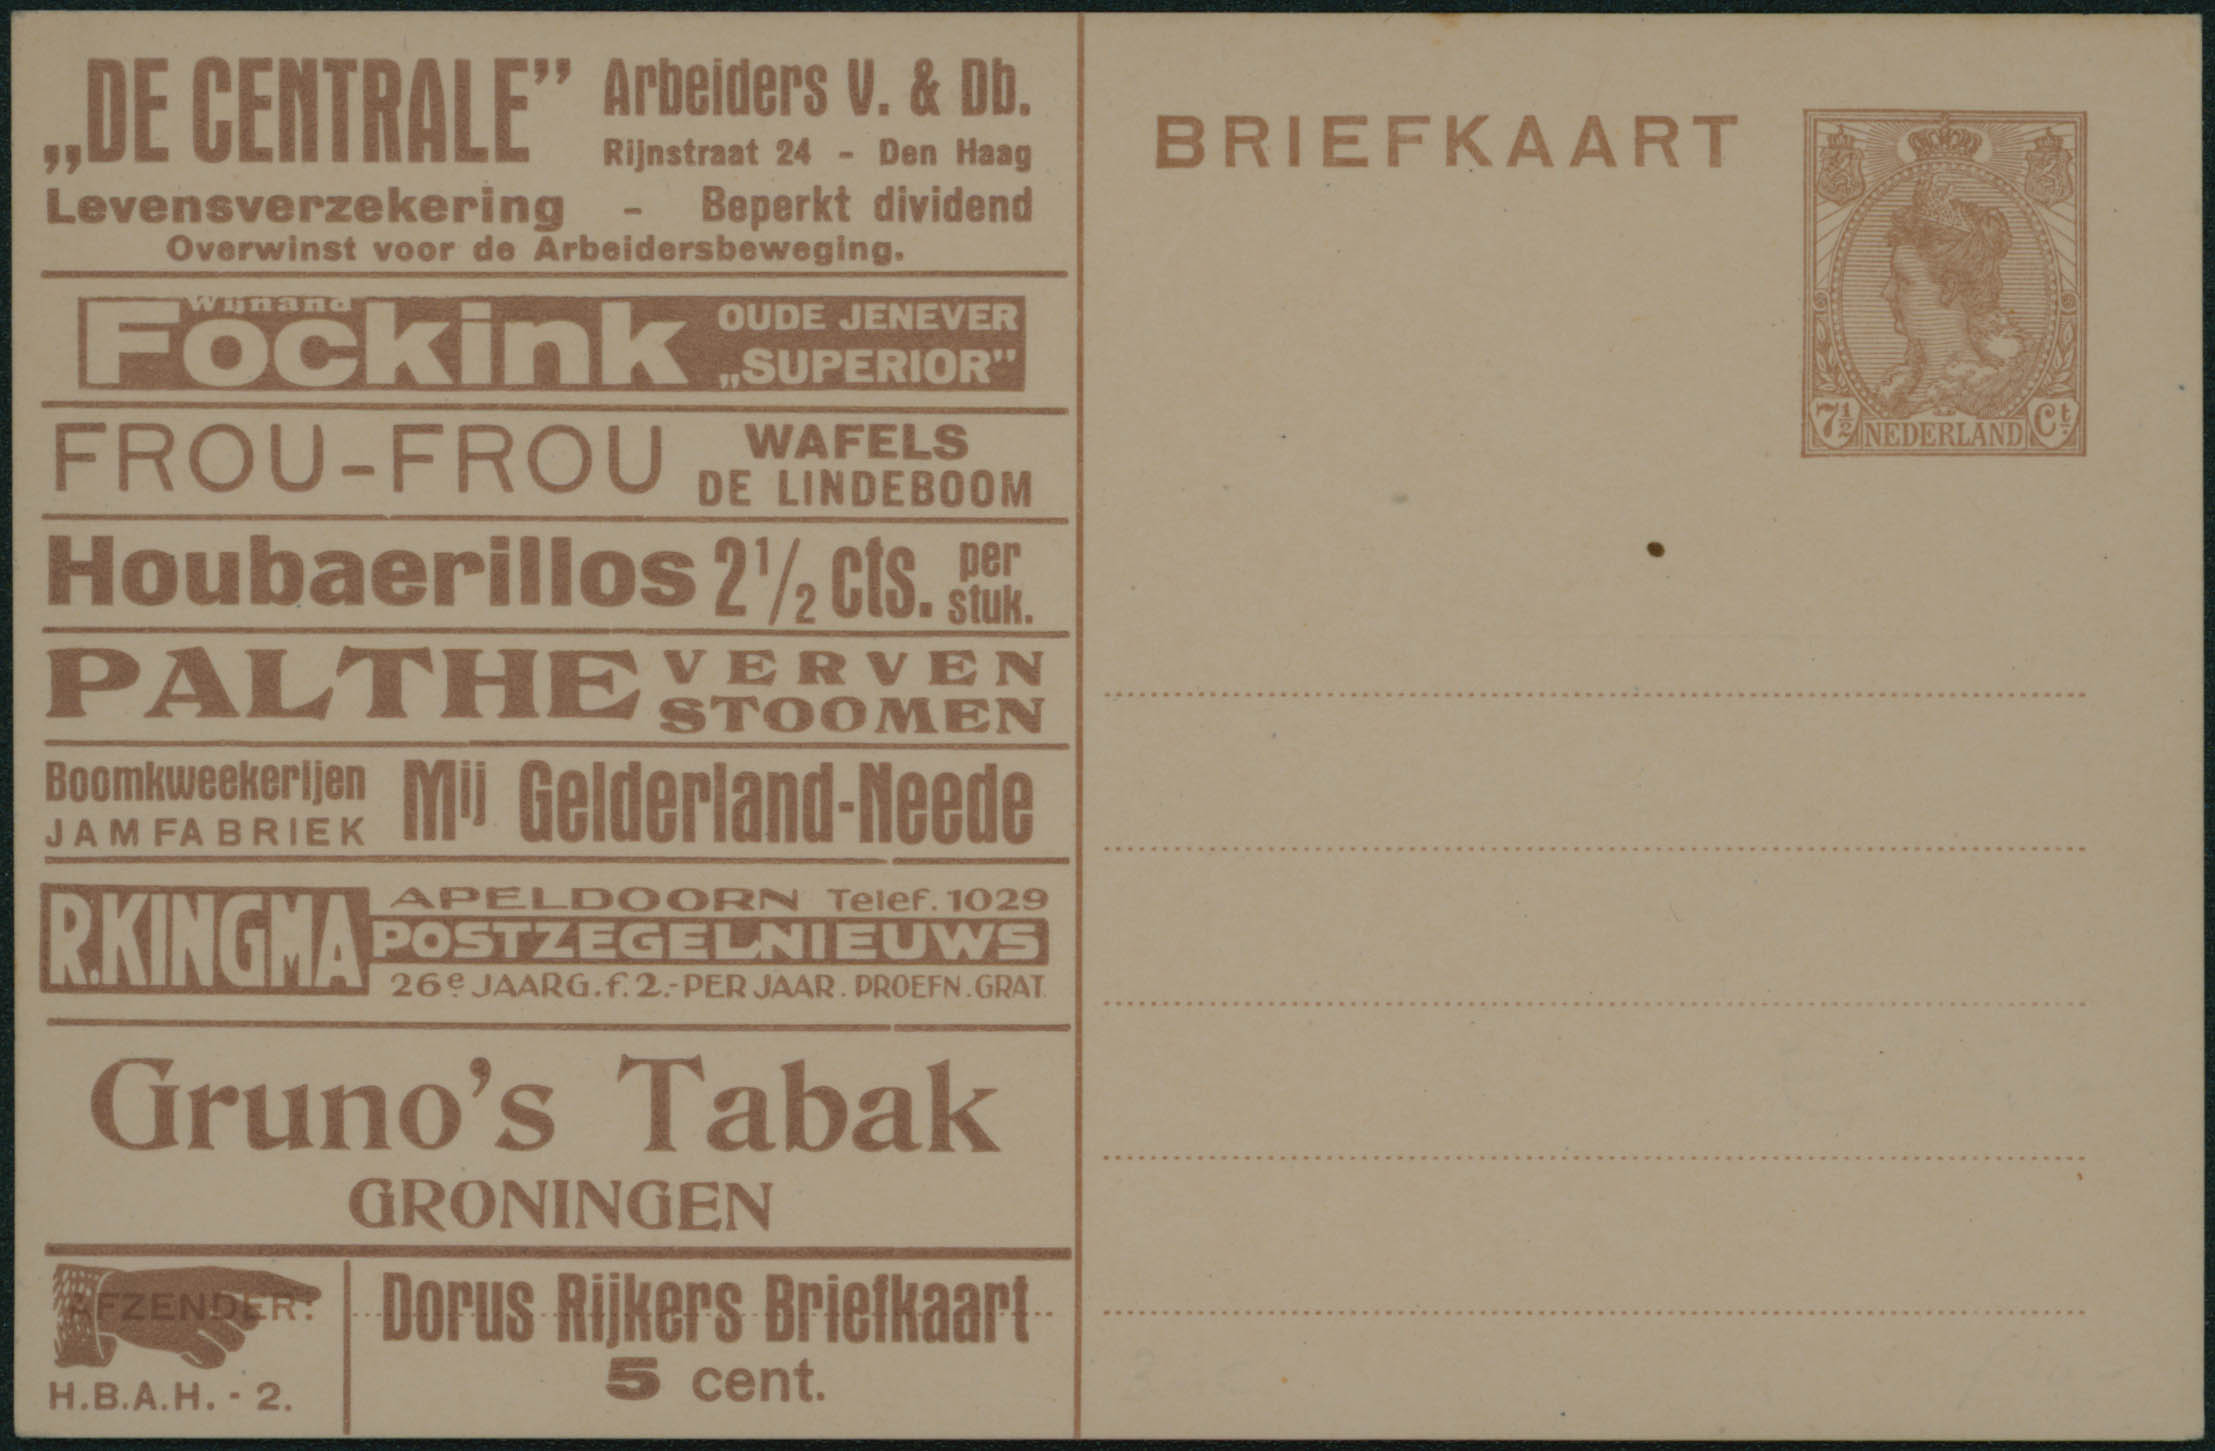 „DE CENTRALE” Arbeiders V. & Db.
Rijnstraat 24 - Den Haag
Levensverzekering - Beperkt dividend
Overwinst voor de Arbeidersbeweging.
Wijnand
Fockink OUDE JENEVER
„SUPERIOR”
FROU-FROU WAFELS
DE LINDEBOOM
Houbaerillos 2½ cts. per
stuk.
PALTHE VERVEN
STOOMEN
Boomkweekerijen
JAMFABRIEK
Mij Gelderland-Neede
R.KINGMA
APELDOORN Telef. 1029
POSTZEGELNIEUWS
26e JAARG. f. 2.- PER JAAR. PROEFN. GRAT.
Gruno's Tabak
GRONINGEN
AFZENDER:
H.B.A.H. - 2.
Dorus Rijkers Briefkaart
5 cent.
BRIEFKAART
7½ NEDERLAND Ct.